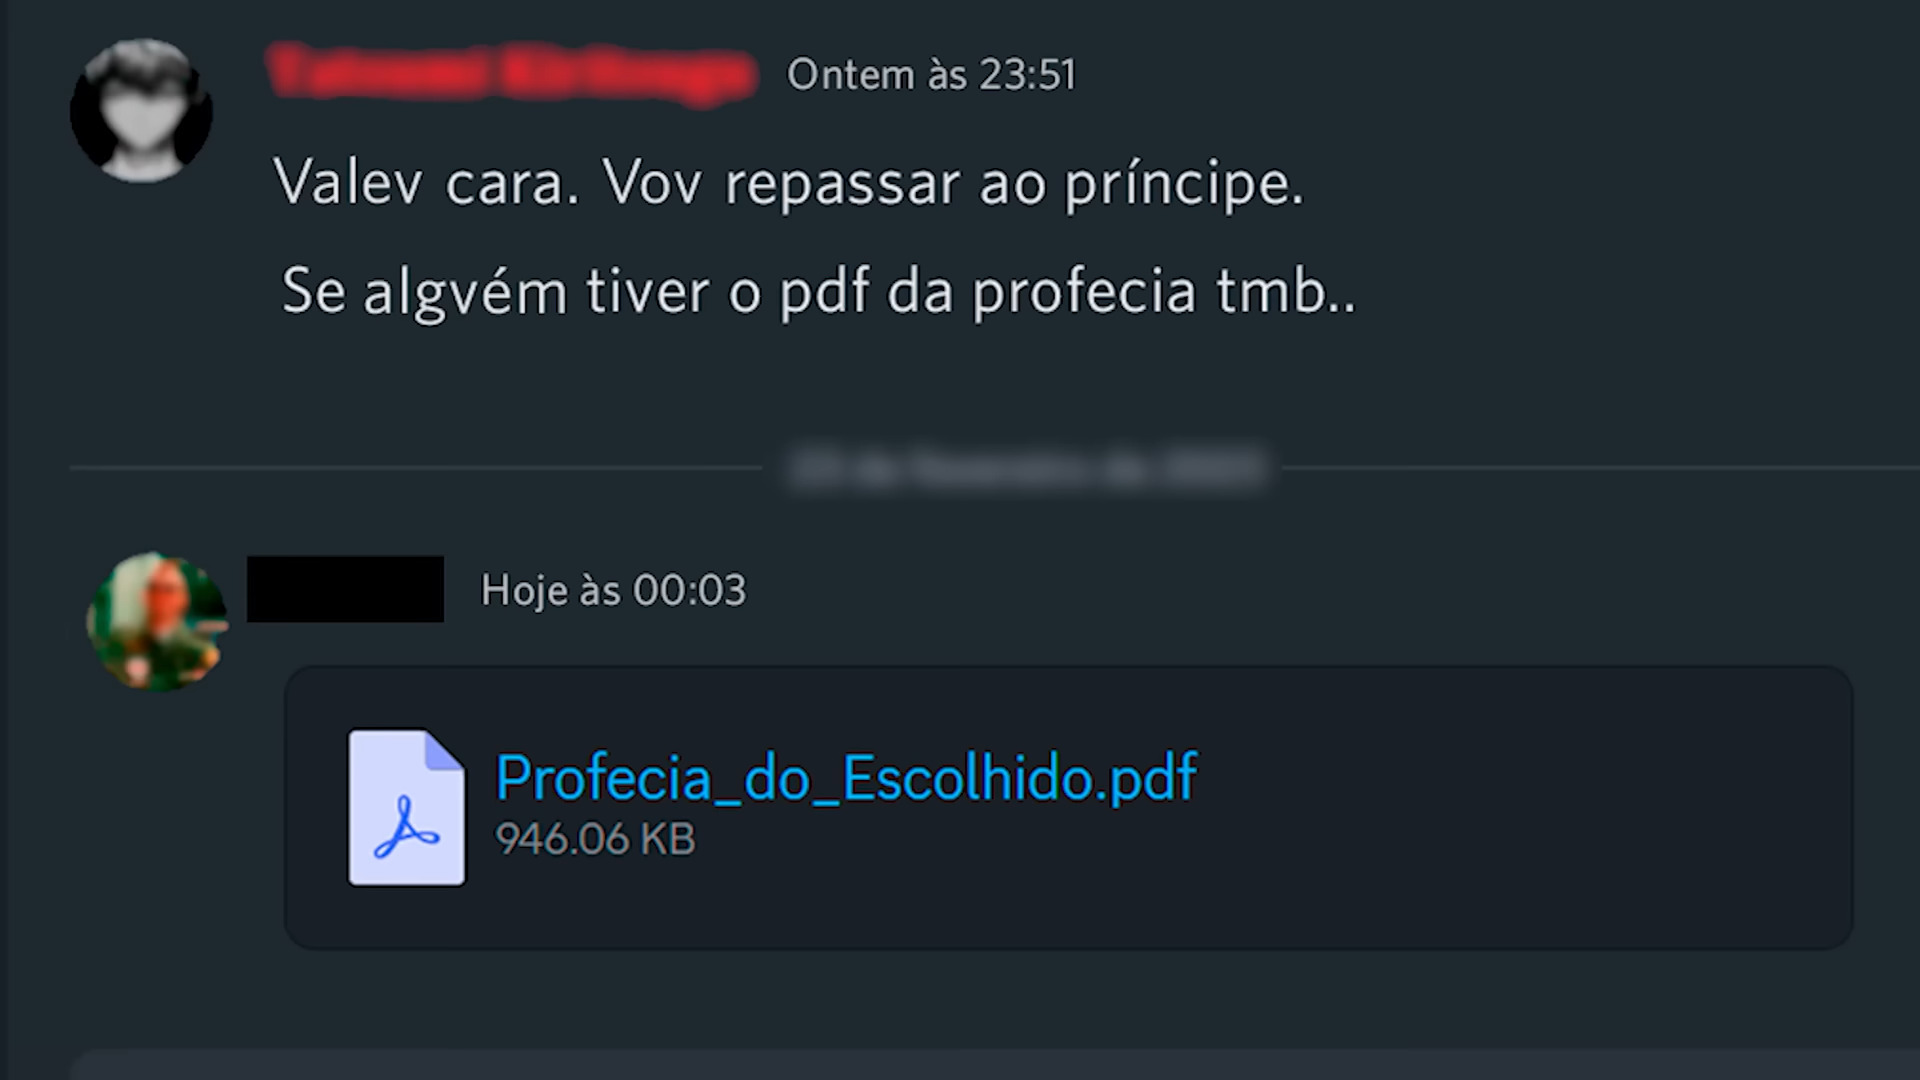 Ontem às 23:51
Valev cara. Vov repassar ao príncipe.
Se algvém tiver o pdf da profecia tmb..
Hoje às 00:03
Profecia_do_Escolhido.pdf
946.06 KB